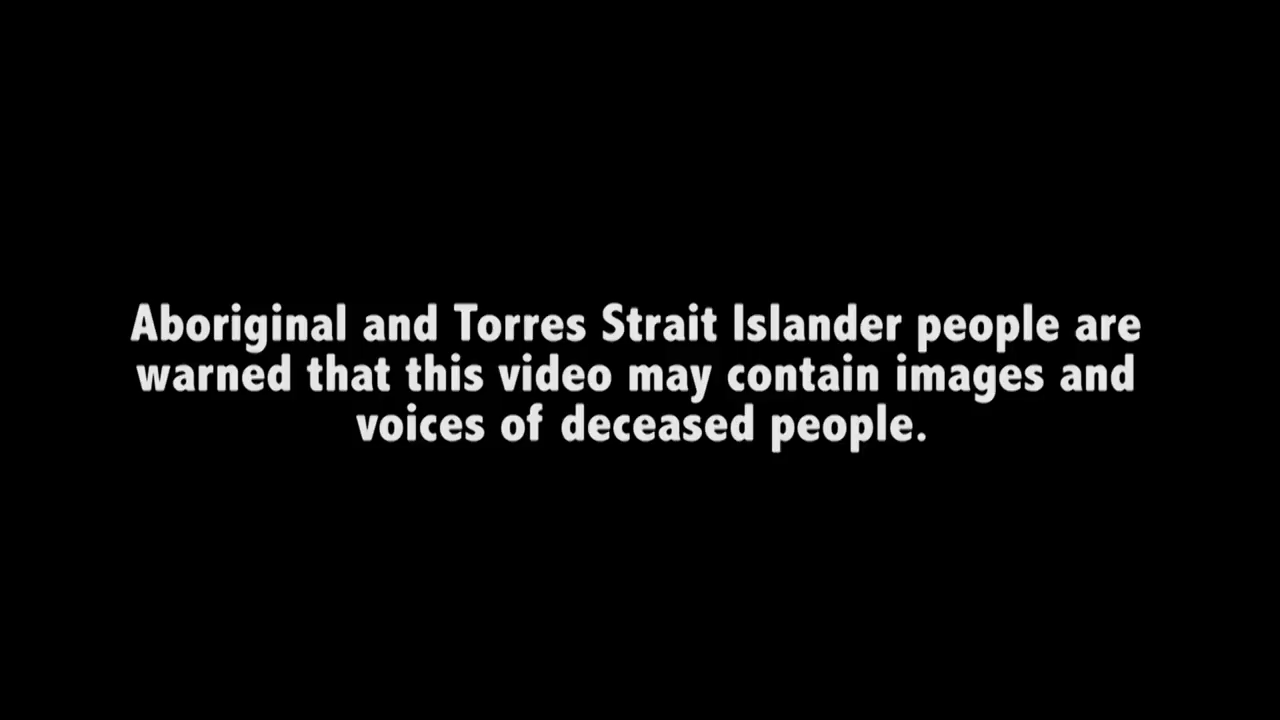 Aboriginal and Torres Strait Islander people are
warned that this video may contain images and
voices of deceased people.